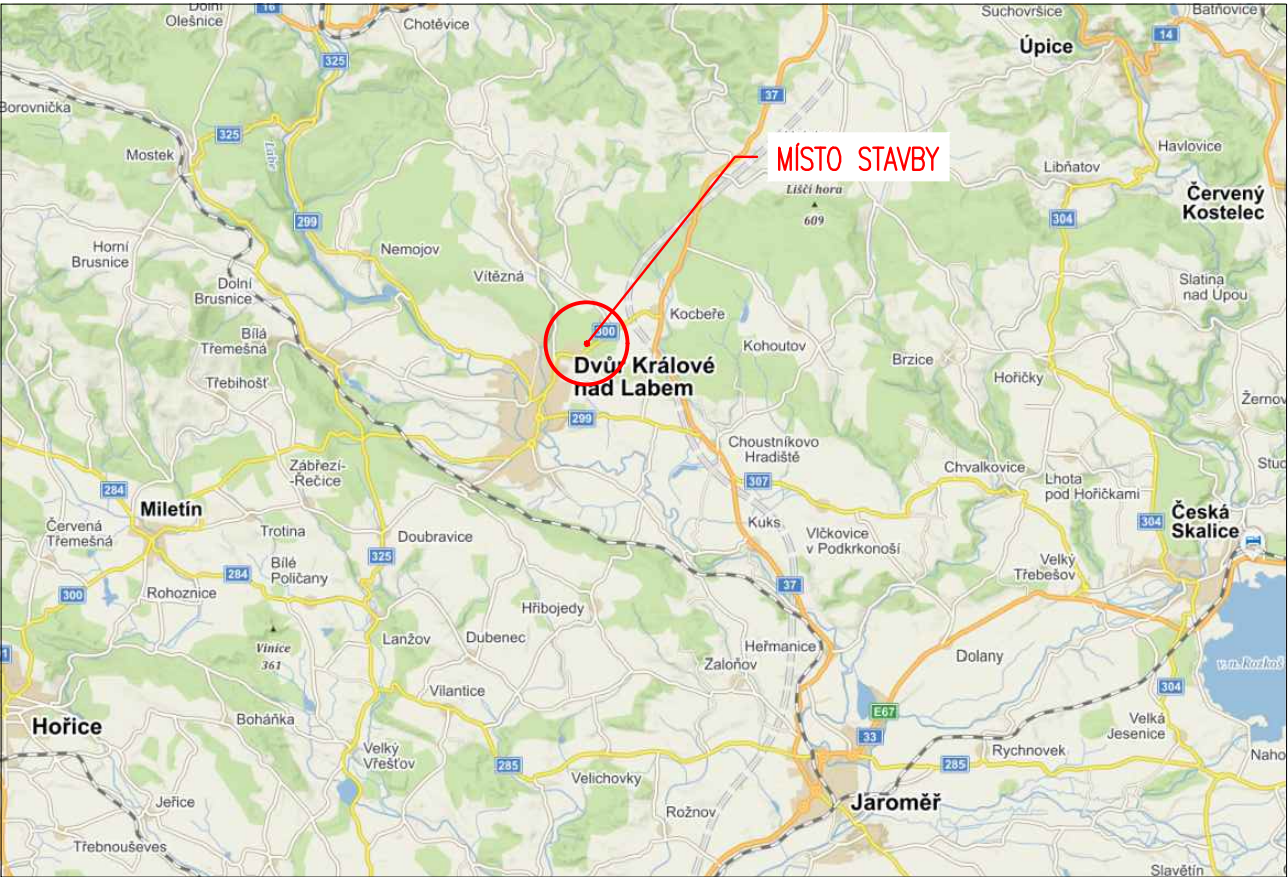 Dolní
Olešnice
16
Chotěvice
Suchovršice
Batňovice
14
Úpice
325
37
Borovnička
325
Labe
Mostek
MÍSTO STAVBY
Havlovice
Libňatov
Liščí hora
609
Červený
Kostelec
299
304
Horní
Brusnice
Nemojov
Dolní
Brusnice
Vítězná
Slatina
nad Úpou
Kocbeře
300
Bílá
Třemešná
Kohoutov
Brzice
Dvůr Králové
nad Labem
Třebihošť
Hořičky
299
Choustníkovo
Hradiště
Zábřezí-
-Řečice
Chvalkovice
284
307
Lhota
pod Hořičkami
Miletín
Česká
Skalice
Červená
Třemešná
Trotina
Doubravice
Kuks
Vlčkovice
v Podkrkonoší
304
325
Bílé
Poličany
Velký
Třebešov
284
300
Rohoznice
37
Hřibojedy
Vinice
361
Lanžov
Dubenec
Heřmanice
Dolany
Zaloňov
v. n. Rozkoš
Vilantice
304
E67
Hořice
Boháňka
33
Velká
Jesenice
Velký
Vřešťov
285
Rychnovek
285
Velichovky
Jeřice
Rožnov
Jaroměř
Třebnouševes
Slavětín